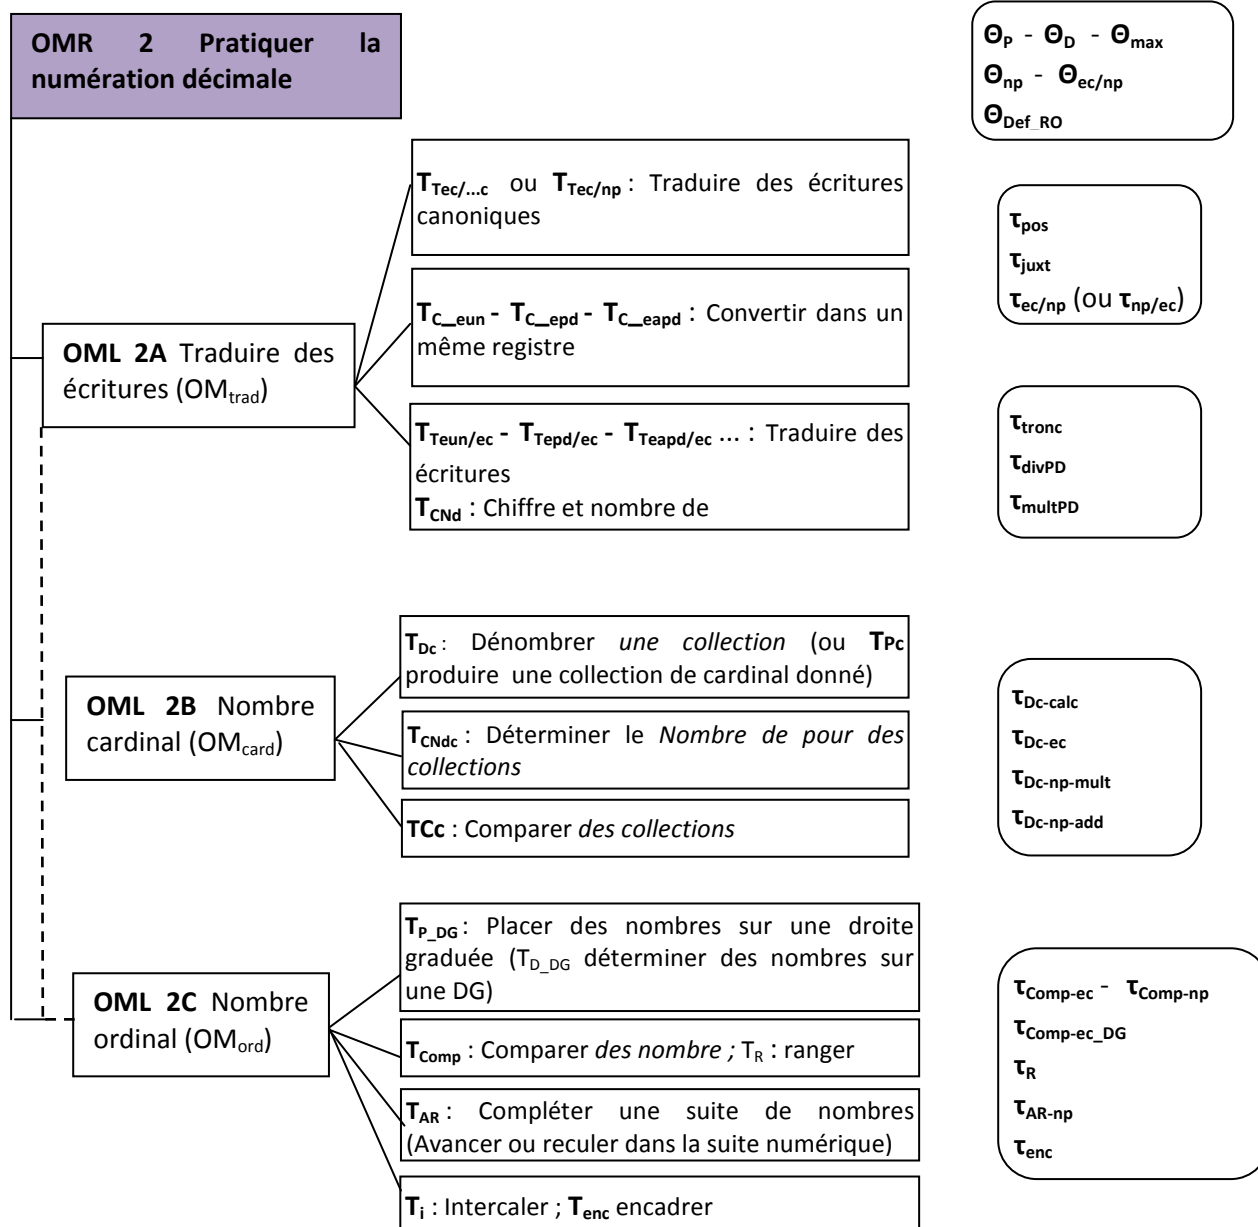 OMR 2 Pratiquer la
numération décimale
ΘP - ΘD - Θmax
Θnp - Θec/np
ΘDef_RO
TTec/...c ou TTec/np : Traduire des écritures
canoniques
τpos
τjuxt
τec/np (ou τnp/ec)
TC_eun - TC_epd - TC_eapd : Convertir dans un
même registre
OML 2A Traduire des
écritures (OMtrad)
TTeun/ec - TTepd/ec - TTeapd/ec ... : Traduire des
écritures
TCNd : Chiffre et nombre de
τtronc
τdivPD
τmultPD
TDc : Dénombrer une collection (ou TPc
produire une collection de cardinal donné)
OML 2B Nombre
cardinal (OMcard)
TCNdc : Déterminer le Nombre de pour des
collections
TCc : Comparer des collections
τDc-calc
τDc-ec
τDc-np-mult
τDc-np-add
TP_DG : Placer des nombres sur une droite
graduée (TD_DG déterminer des nombres sur
une DG)
OML 2C Nombre
ordinal (OMord)
TComp : Comparer des nombre ; TR : ranger
TAR : Compléter une suite de nombres
(Avancer ou reculer dans la suite numérique)
Ti : Intercaler ; Tenc encadrer
τComp-ec - τComp-np
τComp-ec_DG
τR
τAR-np
τenc